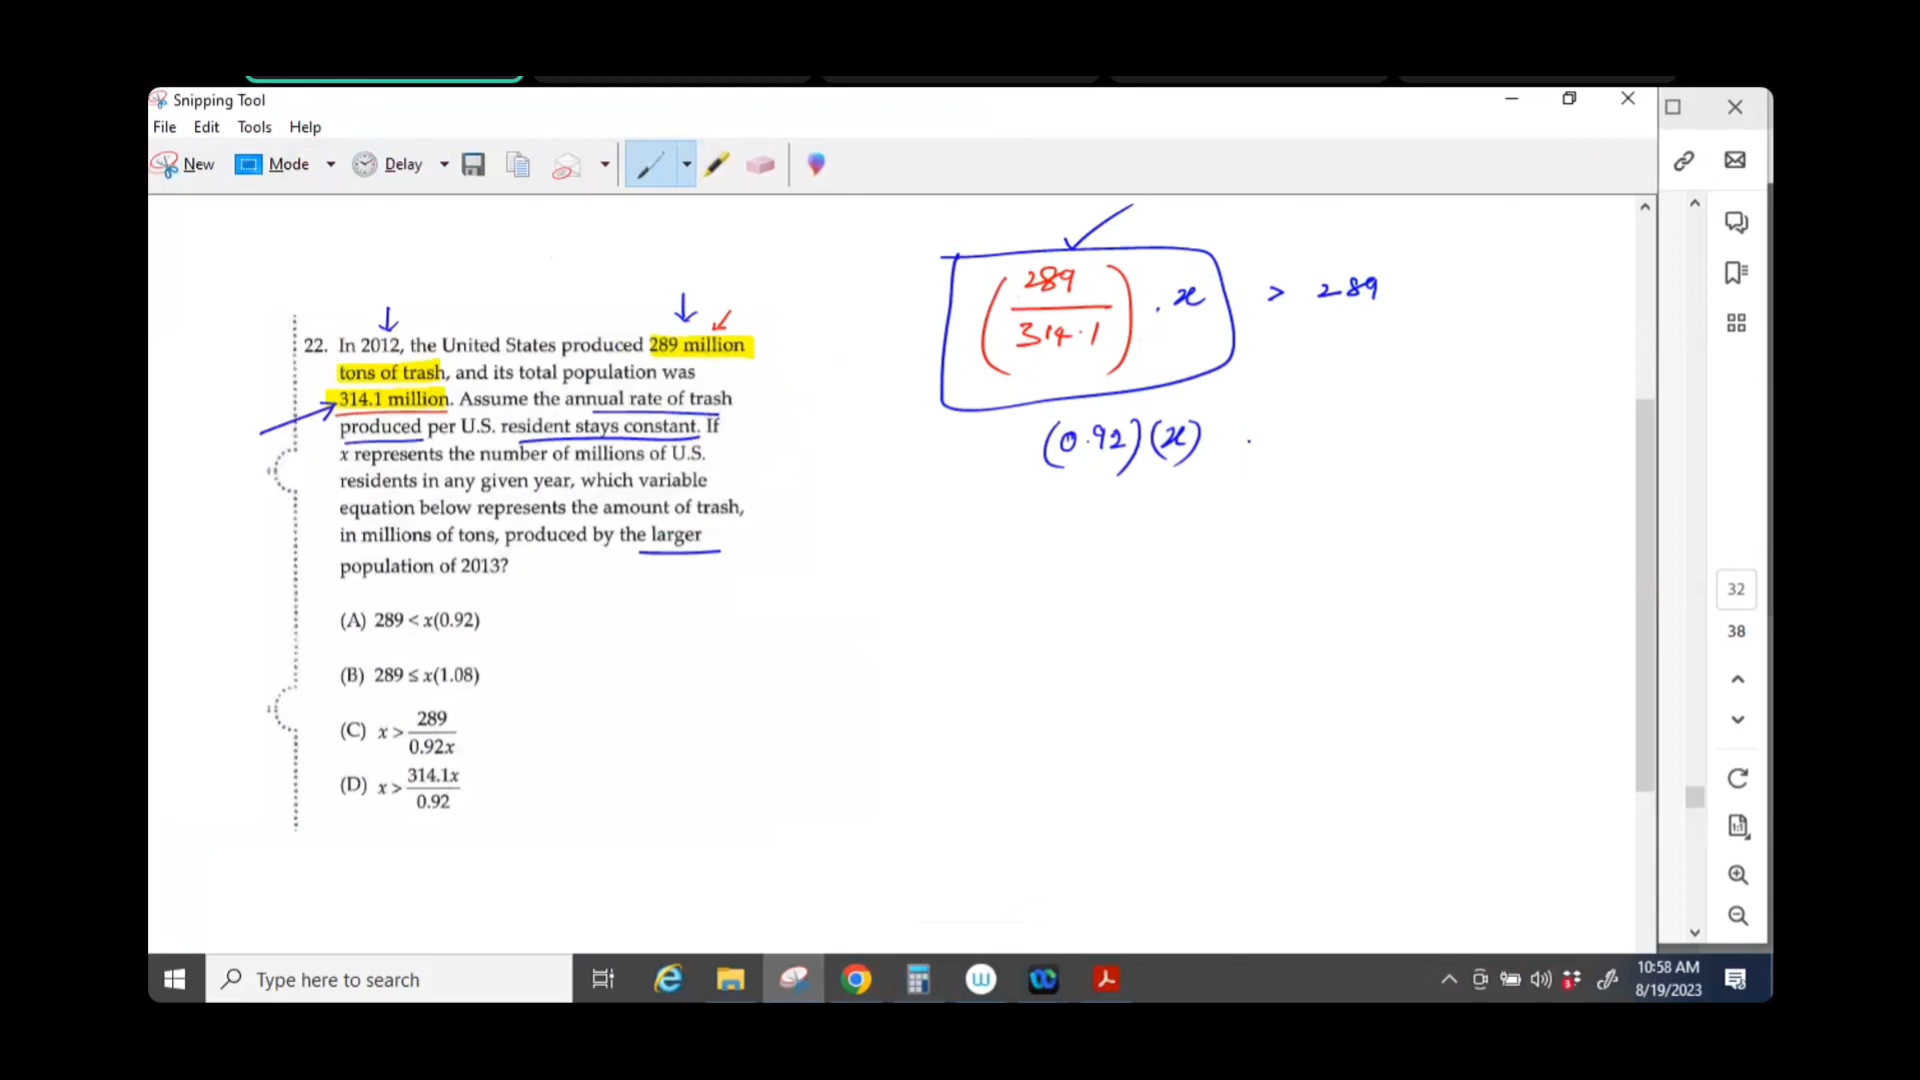 Snipping Tool
File Edit Tools Help
New Mode Delay
22. In 2012, the United States produced 289 million
tons of trash, and its total population was
314.1 million. Assume the annual rate of trash
produced per U.S. resident stays constant. If
x represents the number of millions of U.S.
residents in any given year, which variable
equation below represents the amount of trash,
in millions of tons, produced by the larger
population of 2013?
(A) 289 < x(0.92)
(B) 289 ≤ x(1.08)
(C) x > 289/0.92x
(D) x > 314.1x/0.92
(289/314.1) . x > 289
(0.92)(x)
32
38
Type here to search
10:58 AM
8/19/2023